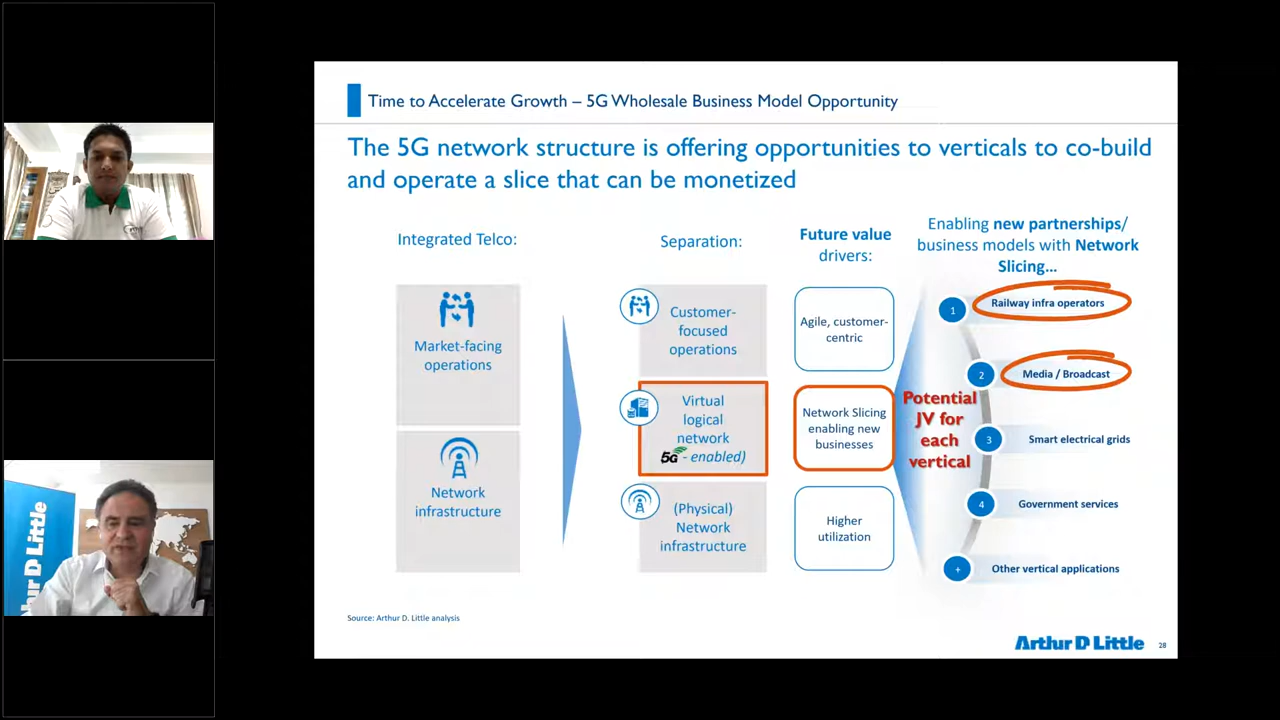 Time to Accelerate Growth – 5G Wholesale Business Model Opportunity
The 5G network structure is offering opportunities to verticals to co-build
and operate a slice that can be monetized
Integrated Telco:
Market-facing
operations
Network
infrastructure
Separation:
Customer-
focused
operations
Virtual
logical
network
5G - enabled)
(Physical)
Network
infrastructure
Future value
drivers:
Agile, customer-
centric
Network Slicing
enabling new
businesses
Higher
utilization
Enabling new partnerships/
business models with Network
Slicing...
Potential
JV for
each
vertical
1 Railway infra operators
2 Media / Broadcast
3 Smart electrical grids
4 Government services
+ Other vertical applications
Source: Arthur D. Little analysis
Arthur D Little
28
D Little